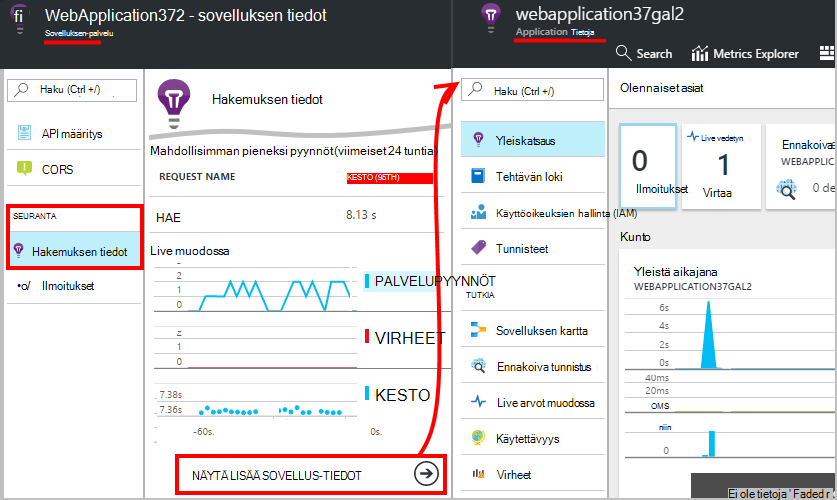 fi
WebApplication372 - sovelluksen tiedot
Sovelluksen-palvelu
Haku (Ctrl +/)
API määritys
CORS
SEURANTA
Hakemuksen tiedot
Ilmoitukset
Hakemuksen tiedot
Mahdollisimman pieneksi pyynnöt(viimeiset 24 tuntia)
REQUEST NAME
KESTO (95TH)
HAE
8.13 s
Live muodossa
2
1
0
PALVELUPYYNNÖT
2
1
0
VIRHEET
7.38s
7.36s
KESTO
-60s.
0s.
NÄYTÄ LISÄÄ SOVELLUS-TIEDOT
webapplication37gal2
Application Tietoja
Search
Metrics Explorer
Haku (Ctrl +/)
Yleiskatsaus
Tehtävän loki
Käyttöoikeuksien hallinta (IAM)
Tunnisteet
TUTKIA
Sovelluksen kartta
Ennakoiva tunnistus
Live arvot muodossa
Käytettävyys
Virheet
Olennaiset asiat
0
Ilmoitukset
Live vedetyn
1
Virtaa
Ennakoivae
WEBAPPLIC
0 de
Kunto
Yleistä aikajana
WEBAPPLICATION37GAL2
6s
4s
2s
0s
40ms
20ms
OMS
niin
0
Ei ole tietoja ' Faded r